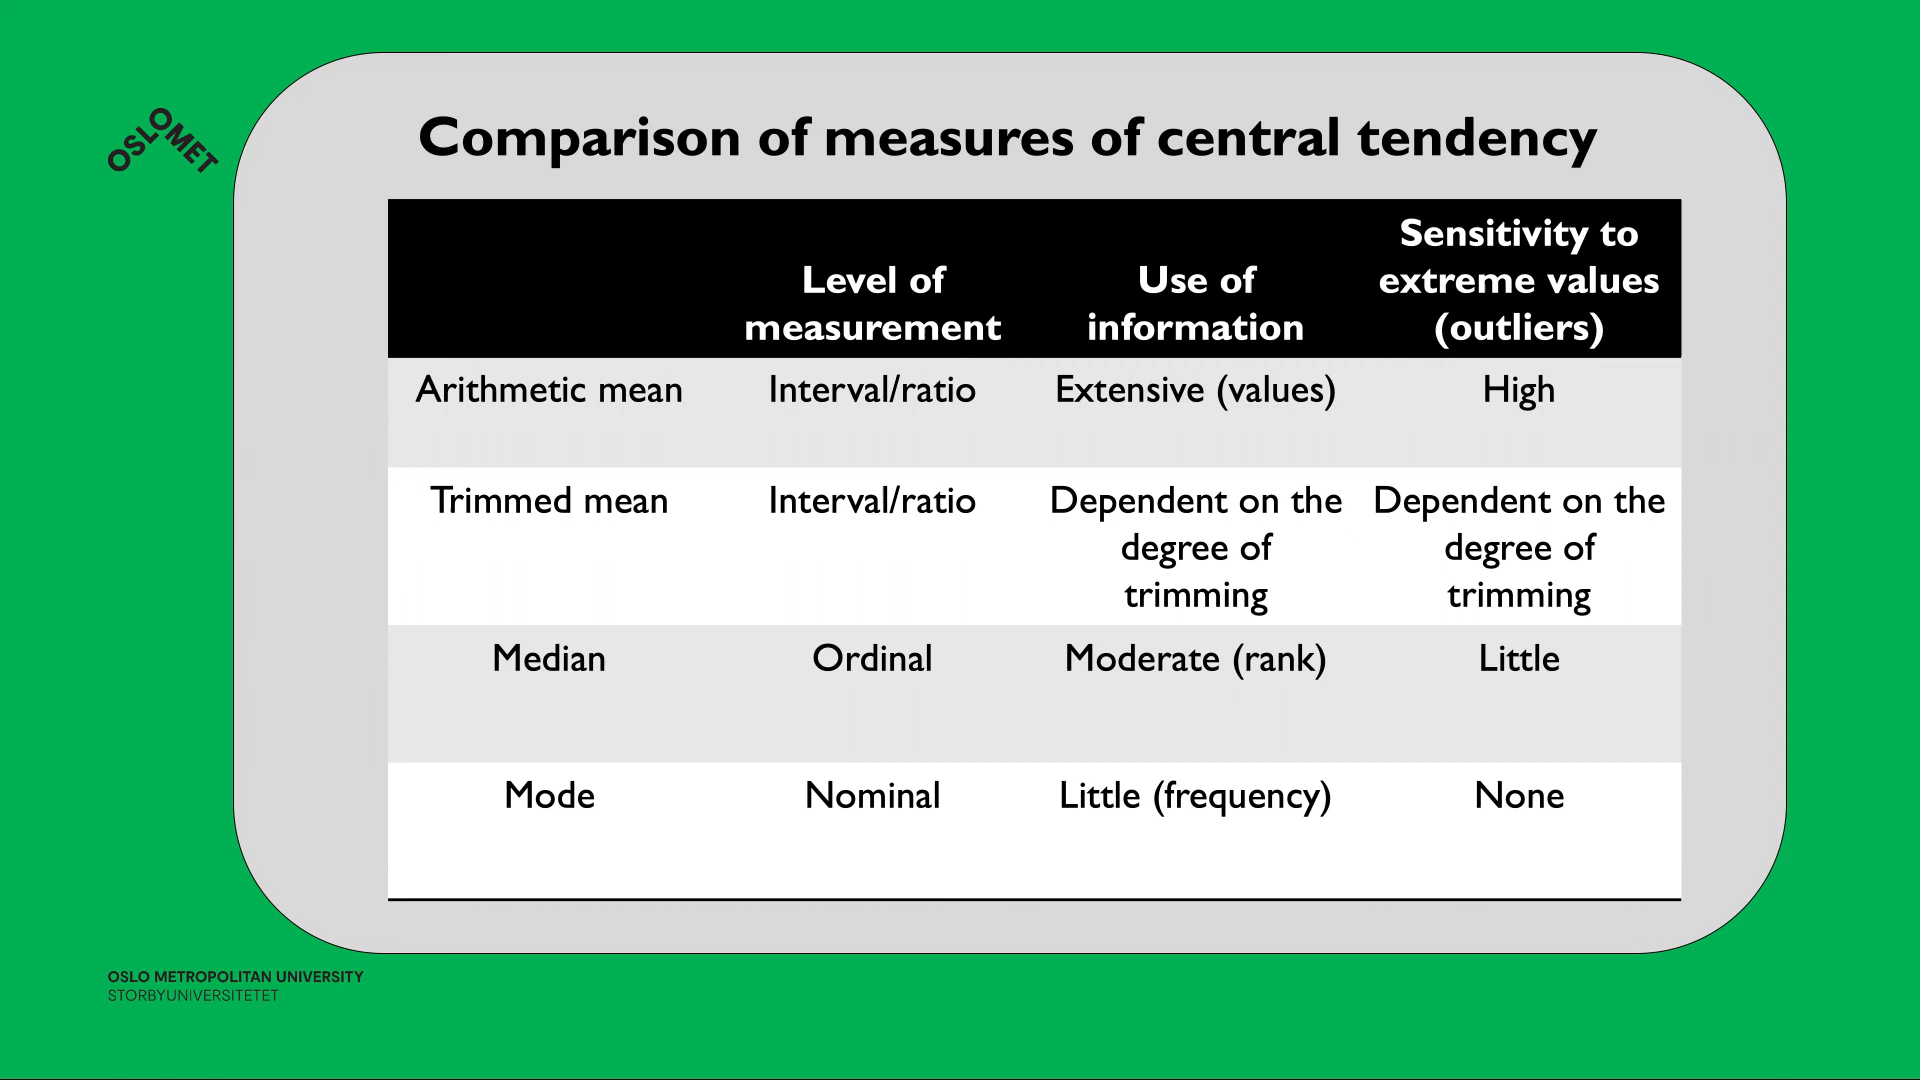 OSLOMET
Comparison of measures of central tendency
Level of measurement
Use of information
Sensitivity to extreme values (outliers)
Arithmetic mean
Interval/ratio
Extensive (values)
High
Trimmed mean
Interval/ratio
Dependent on the degree of trimming
Dependent on the degree of trimming
Median
Ordinal
Moderate (rank)
Little
Mode
Nominal
Little (frequency)
None
OSLO METROPOLITAN UNIVERSITY
STORBYUNIVERSITETET